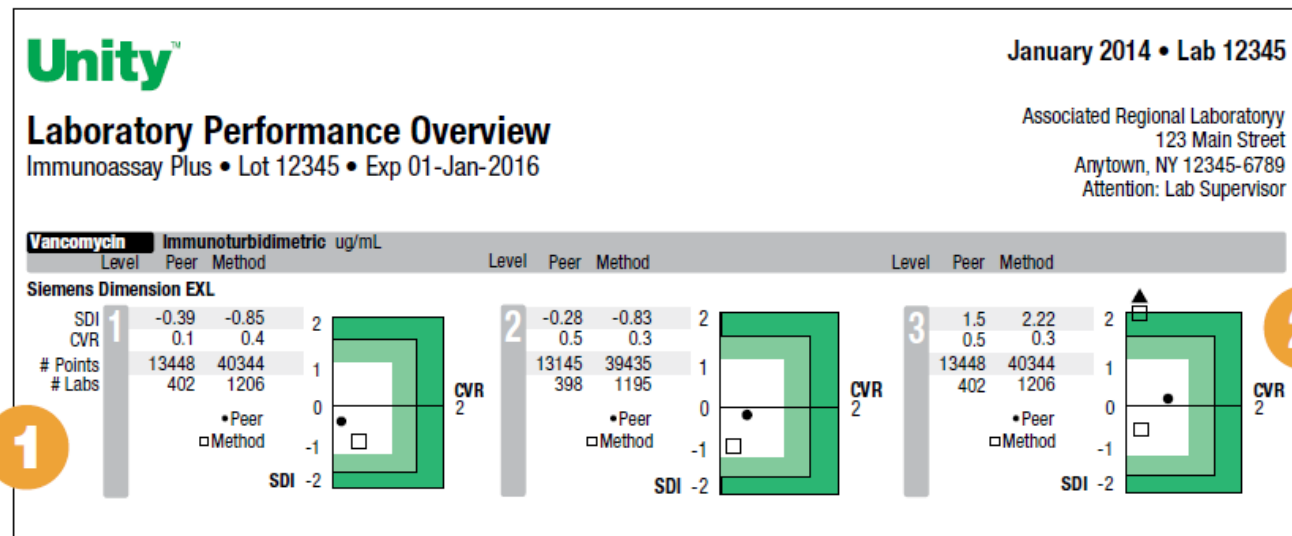 Unity™
January 2014 • Lab 12345
Laboratory Performance Overview
Immunoassay Plus • Lot 12345 • Exp 01-Jan-2016
Associated Regional Laboratoryy
123 Main Street
Anytown, NY 12345-6789
Attention: Lab Supervisor
Vancomycin Immunoturbidimetric ug/mL
Level Peer Method Level Peer Method Level Peer Method
Siemens Dimension EXL
1
SDI -0.39 -0.85
CVR 0.1 0.4
# Points 13448 40344
# Labs 402 1206
•Peer
□Method
2
1
0
-1
SDI -2
CVR
2
2
-0.28 -0.83
0.5 0.3
13145 39435
398 1195
•Peer
□Method
2
1
0
-1
SDI -2
CVR
2
3
1.5 2.22
0.5 0.3
13448 40344
402 1206
•Peer
□Method
2
1
0
-1
SDI -2
CVR
2
1